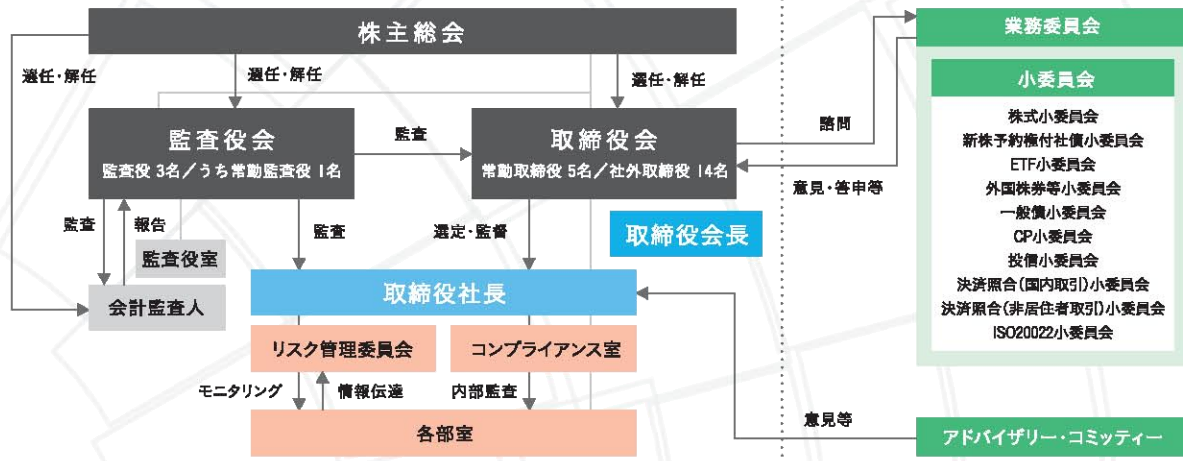 株主総会
業務委員会
選任・解任
選任・解任
選任・解任
小委員会
株式小委員会
新株予約権付社債小委員会
ETF小委員会
外国株券等小委員会
一般債小委員会
CP小委員会
投信小委員会
決済照合(国内取引)小委員会
決済照合(非居住者取引)小委員会
ISO20022小委員会
監査役会
監査役 3名/うち常勤監査役 1名
監査
取締役会
常勤取締役 5名/社外取締役 14名
諮問
意見・答申等
監査
報告
監査
選定・監督
取締役会長
監査役室
会計監査人
取締役社長
リスク管理委員会
コンプライアンス室
モニタリング
情報伝達
内部監査
各部室
意見等
アドバイザリー・コミッティー